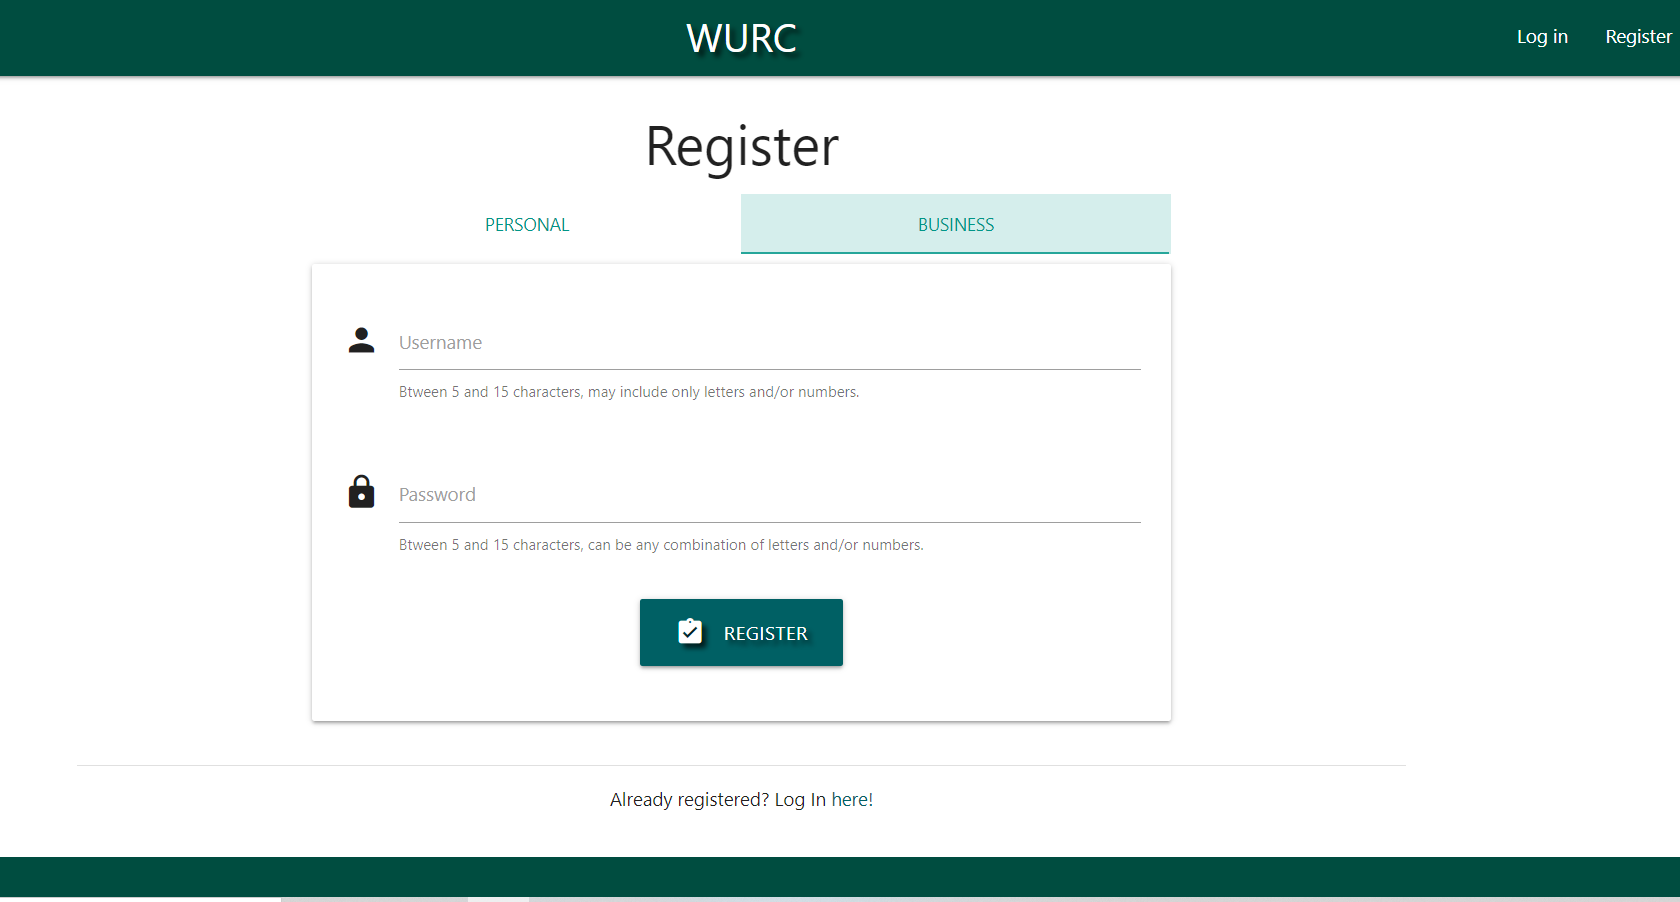 WURC
Log in
Register
Register
PERSONAL
BUSINESS
Username
Btween 5 and 15 characters, may include only letters and/or numbers.
Password
Btween 5 and 15 characters, can be any combination of letters and/or numbers.
REGISTER
Already registered? Log In here!